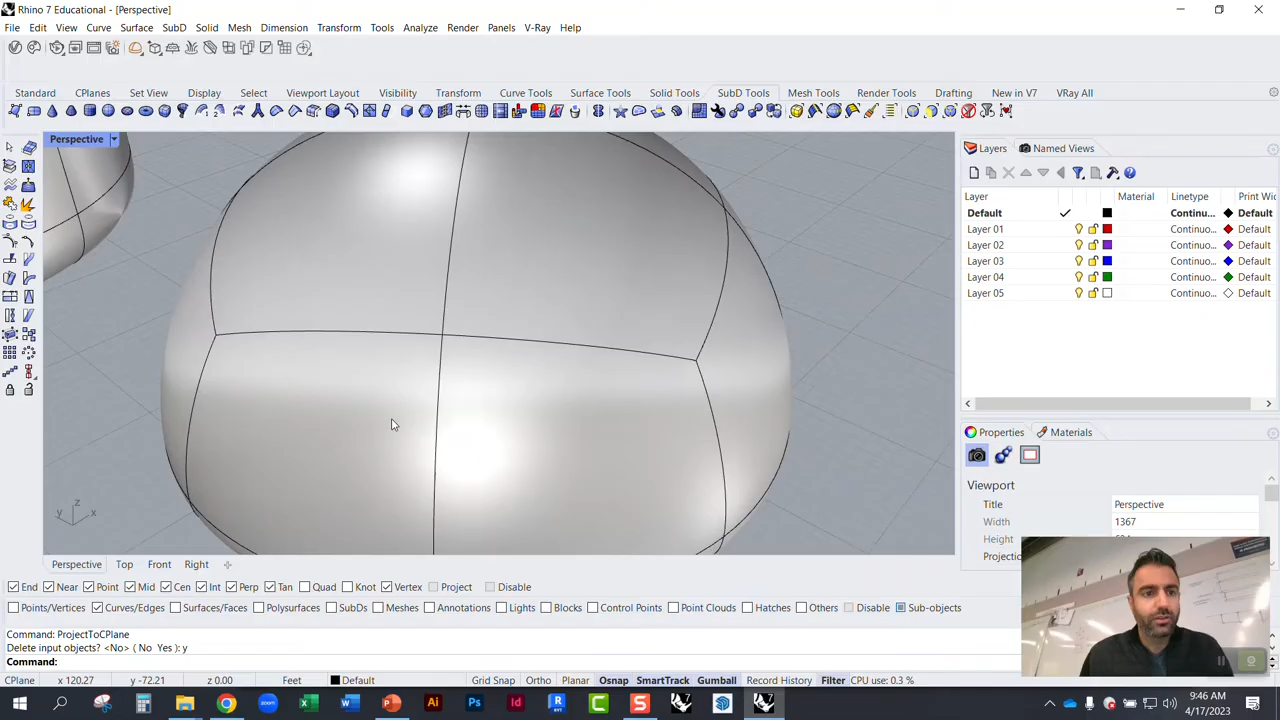 Rhino 7 Educational - [Perspective]
File Edit View Curve Surface SubD Solid Mesh Dimension Transform Tools Analyze Render Panels V-Ray Help
Standard CPlanes Set View Display Select Viewport Layout Visibility Transform Curve Tools Surface Tools Solid Tools SubD Tools Mesh Tools Render Tools Drafting New in V7 VRay All
Perspective
Layers Named Views
Layer Material Linetype Print Wi
Default Continu... Default
Layer 01 Continuo... Default
Layer 02 Continuo... Default
Layer 03 Continuo... Default
Layer 04 Continuo... Default
Layer 05 Continuo... Default
Properties Materials
Viewport
Title Perspective
Width 1367
Height
Projectio
z
y x
Perspective Top Front Right
End Near Point Mid Cen Int Perp Tan Quad Knot Vertex Project Disable
Points/Vertices Curves/Edges Surfaces/Faces Polysurfaces SubDs Meshes Annotations Lights Blocks Control Points Point Clouds Hatches Others Disable Sub-objects
Command: ProjectToCPlane
Delete input objects? <No> ( No Yes ): y
Command:
CPlane x 120.27 y -72.21 z 0.00 Feet Default Grid Snap Ortho Planar Osnap SmartTrack Gumball Record History Filter CPU use: 0.3 %
9:46 AM
4/17/2023